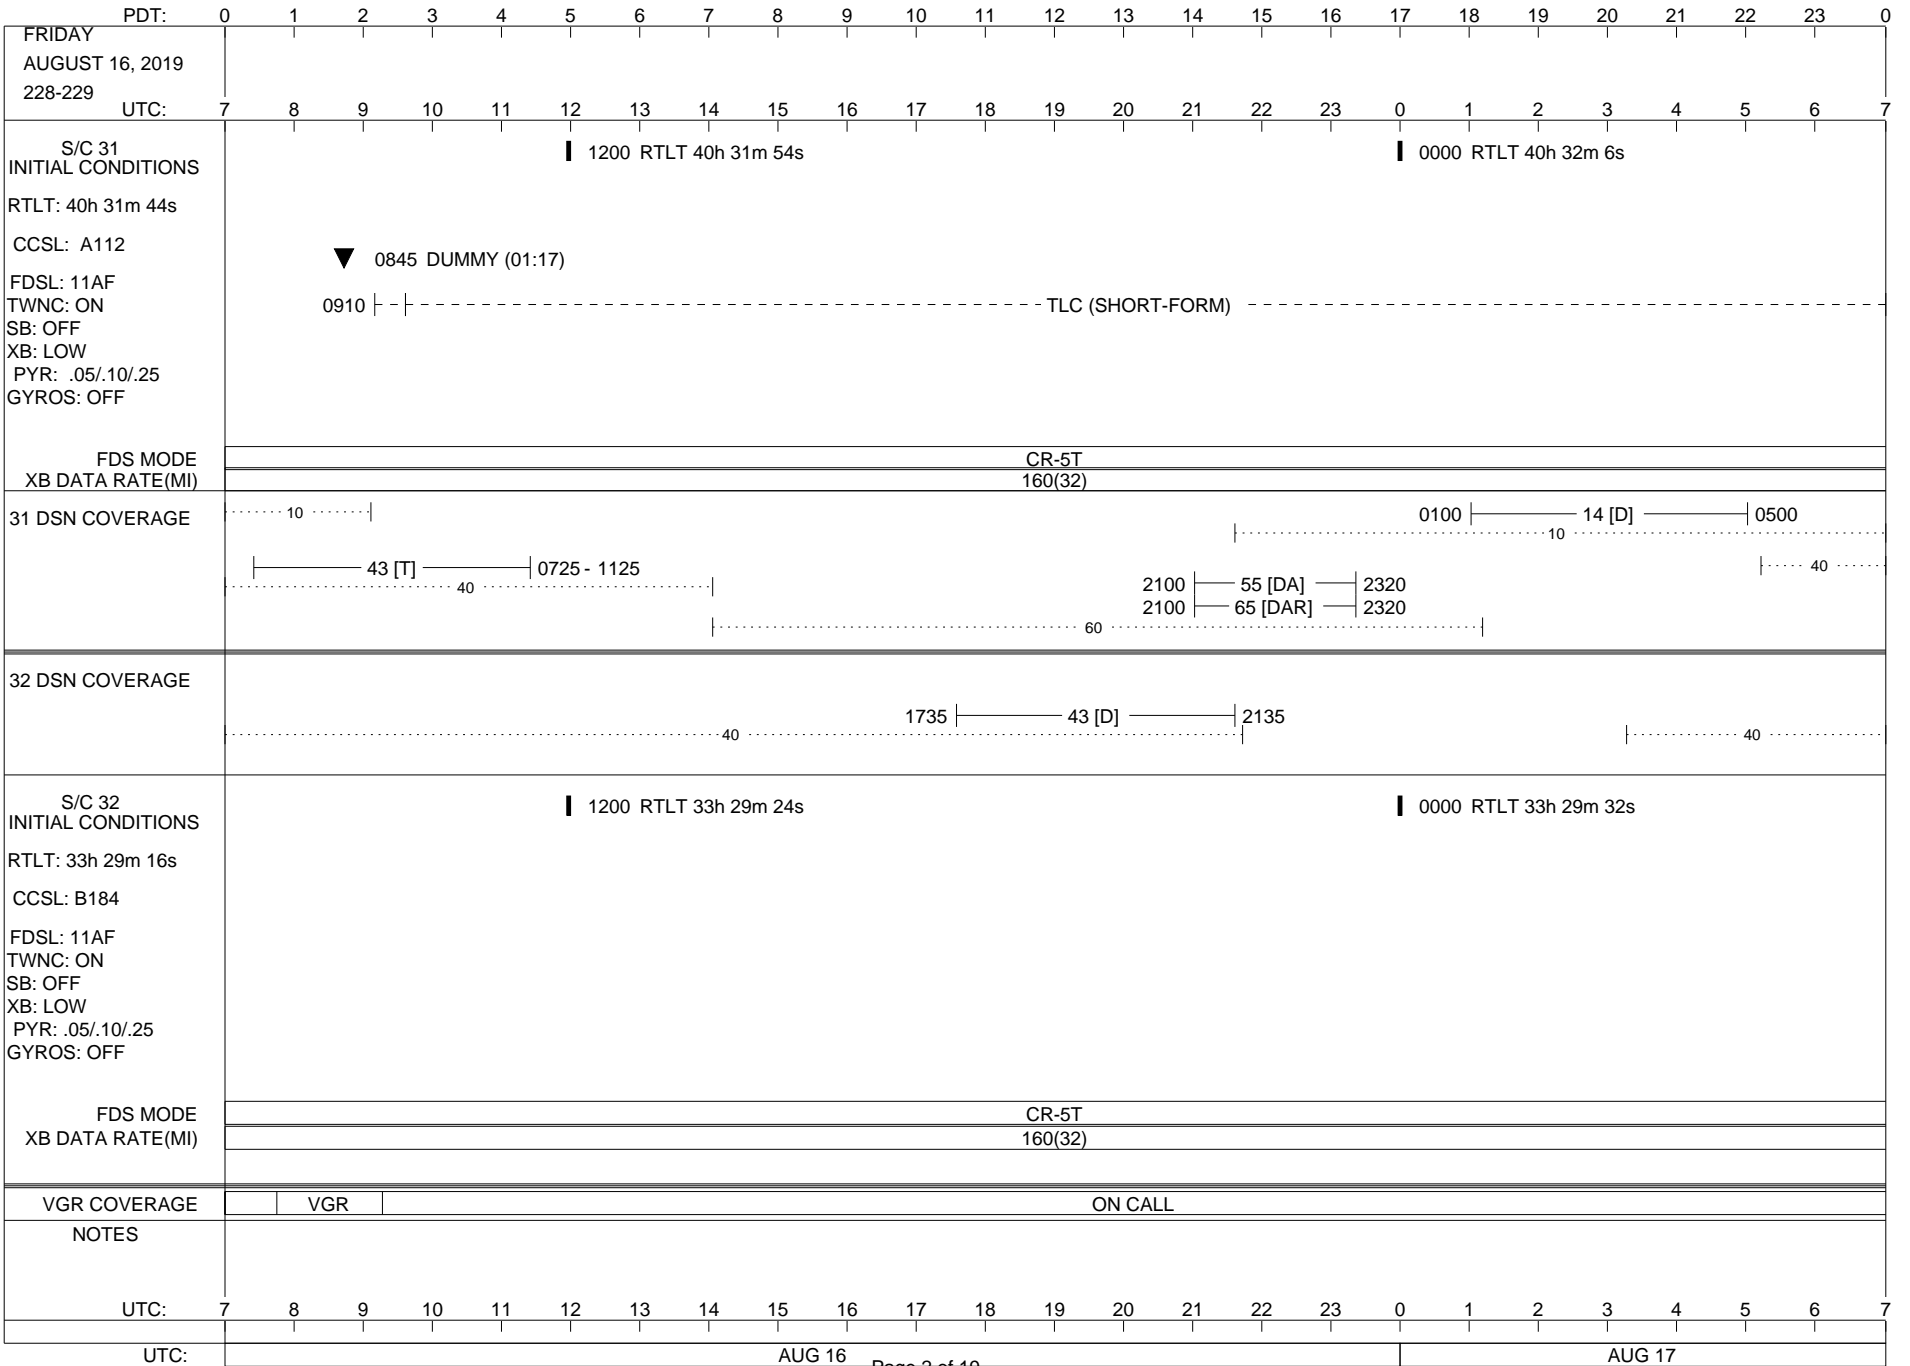 PDT: 0 1 2 3 4 5 6 7 8 9 10 11 12 13 14 15 16 17 18 19 20 21 22 23 0
FRIDAY
AUGUST 16, 2019
228-229
UTC: 7 8 9 10 11 12 13 14 15 16 17 18 19 20 21 22 23 0 1 2 3 4 5 6 7
S/C 31
INITIAL CONDITIONS
1200 RTLT 40h 31m 54s
0000 RTLT 40h 32m 6s
RTLT: 40h 31m 44s
CCSL: A112
0845 DUMMY (01:17)
FDSL: 11AF
TWNC: ON
0910
TLC (SHORT-FORM)
SB: OFF
XB: LOW
PYR: .05/.10/.25
GYROS: OFF
FDS MODE CR-5T
XB DATA RATE(MI) 160(32)
31 DSN COVERAGE
10
0100 14 [D] 0500
10
43 [T] 0725 - 1125
40
40
2100 55 [DA] 2320
2100 65 [DAR] 2320
60
32 DSN COVERAGE
1735 43 [D] 2135
40
40
S/C 32
INITIAL CONDITIONS
1200 RTLT 33h 29m 24s
0000 RTLT 33h 29m 32s
RTLT: 33h 29m 16s
CCSL: B184
FDSL: 11AF
TWNC: ON
SB: OFF
XB: LOW
PYR: .05/.10/.25
GYROS: OFF
FDS MODE CR-5T
XB DATA RATE(MI) 160(32)
VGR COVERAGE VGR ON CALL
NOTES
UTC: 7 8 9 10 11 12 13 14 15 16 17 18 19 20 21 22 23 0 1 2 3 4 5 6 7
UTC: AUG 16 AUG 17